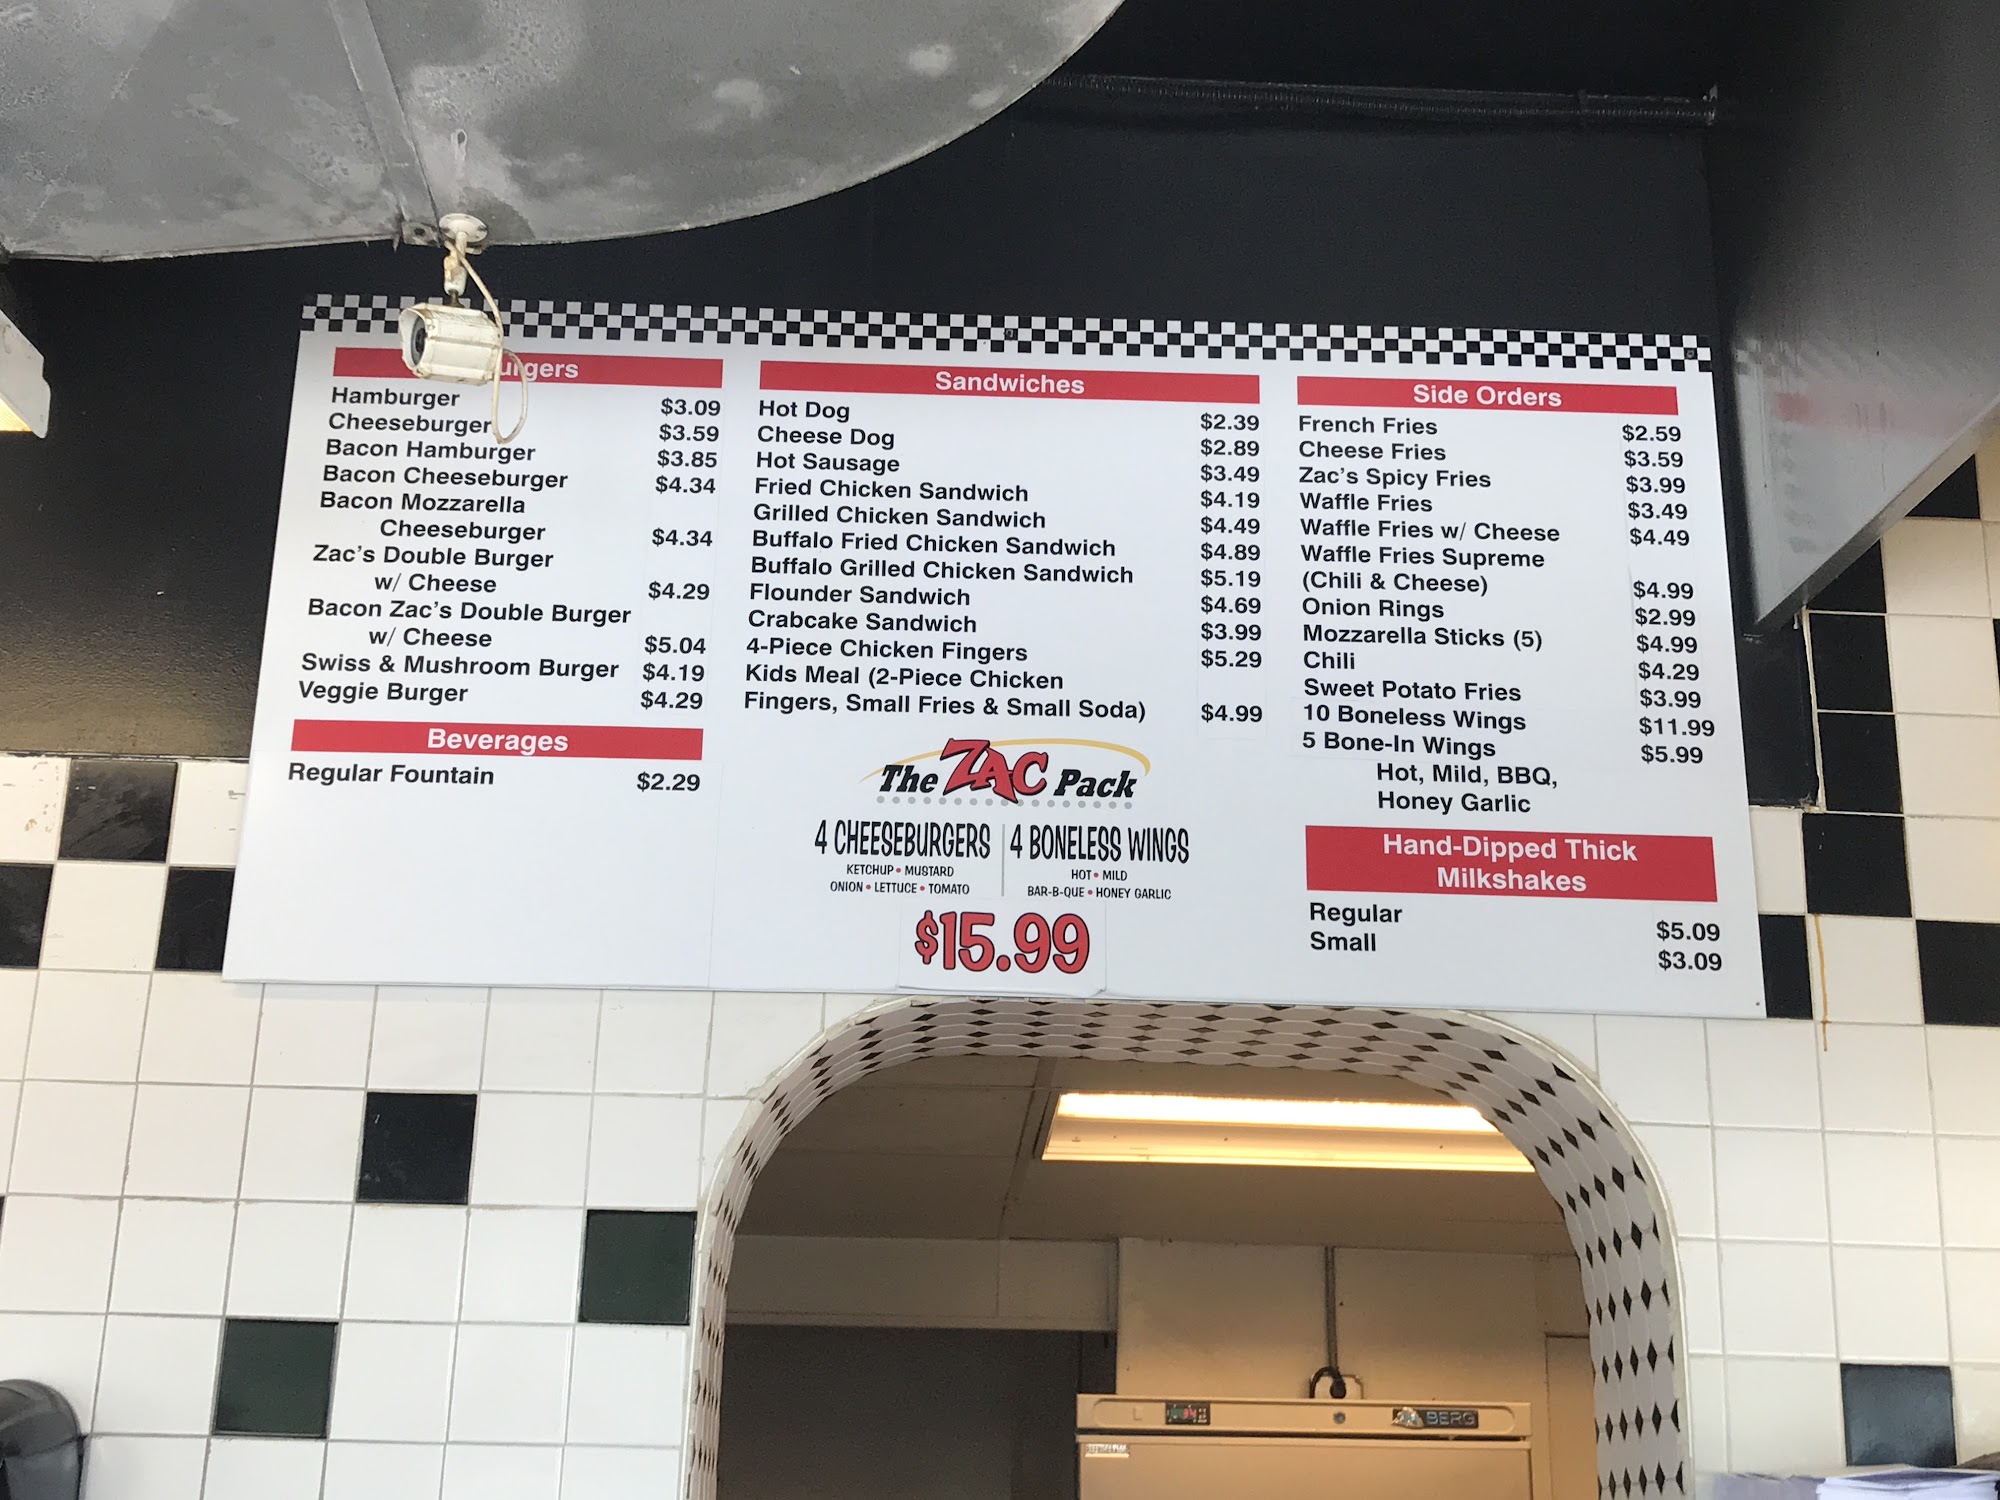 Hamburger $3.09
Cheeseburger $3.59
Bacon Hamburger $3.85
Bacon Cheeseburger $4.34
Bacon Mozzarella
Cheeseburger $4.34
Zac's Double Burger
w/ Cheese $4.29
Bacon Zac's Double Burger
w/ Cheese $5.04
Swiss & Mushroom Burger $4.19
Veggie Burger $4.29
Beverages
Regular Fountain $2.29
Sandwiches
Hot Dog $2.39
Cheese Dog $2.89
Hot Sausage $3.49
Fried Chicken Sandwich $4.19
Grilled Chicken Sandwich $4.49
Buffalo Fried Chicken Sandwich $4.89
Buffalo Grilled Chicken Sandwich $5.19
Flounder Sandwich $4.69
Crabcake Sandwich $3.99
4-Piece Chicken Fingers $5.29
Kids Meal (2-Piece Chicken
Fingers, Small Fries & Small Soda) $4.99
The ZAC Pack
4 CHEESEBURGERS
KETCHUP • MUSTARD
ONION • LETTUCE • TOMATO
4 BONELESS WINGS
HOT • MILD
BAR-B-QUE • HONEY GARLIC
$15.99
Side Orders
French Fries $2.59
Cheese Fries $3.59
Zac's Spicy Fries $3.99
Waffle Fries $3.49
Waffle Fries w/ Cheese $4.49
Waffle Fries Supreme
(Chili & Cheese) $4.99
Onion Rings $2.99
Mozzarella Sticks (5) $4.99
Chili $4.29
Sweet Potato Fries $3.99
10 Boneless Wings $11.99
5 Bone-In Wings $5.99
Hot, Mild, BBQ,
Honey Garlic
Hand-Dipped Thick
Milkshakes
Regular $5.09
Small $3.09
BERG